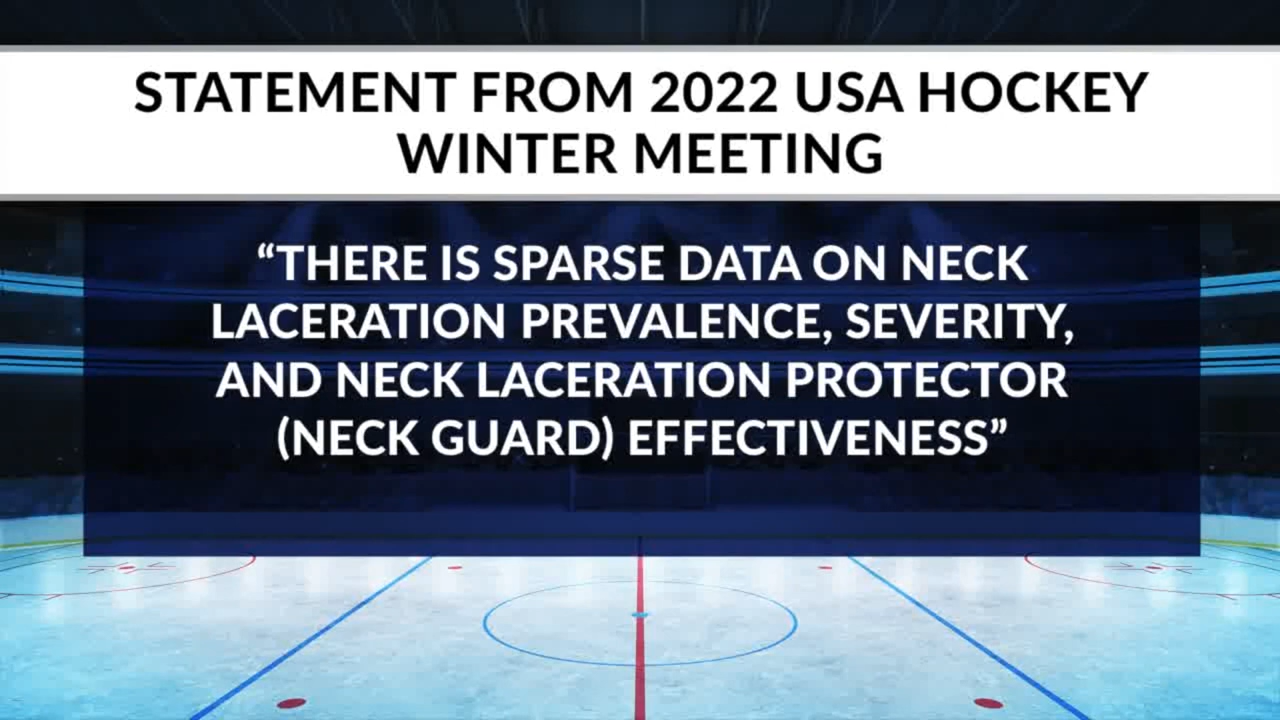 STATEMENT FROM 2022 USA HOCKEY
WINTER MEETING
“THERE IS SPARSE DATA ON NECK
LACERATION PREVALENCE, SEVERITY,
AND NECK LACERATION PROTECTOR
(NECK GUARD) EFFECTIVENESS”